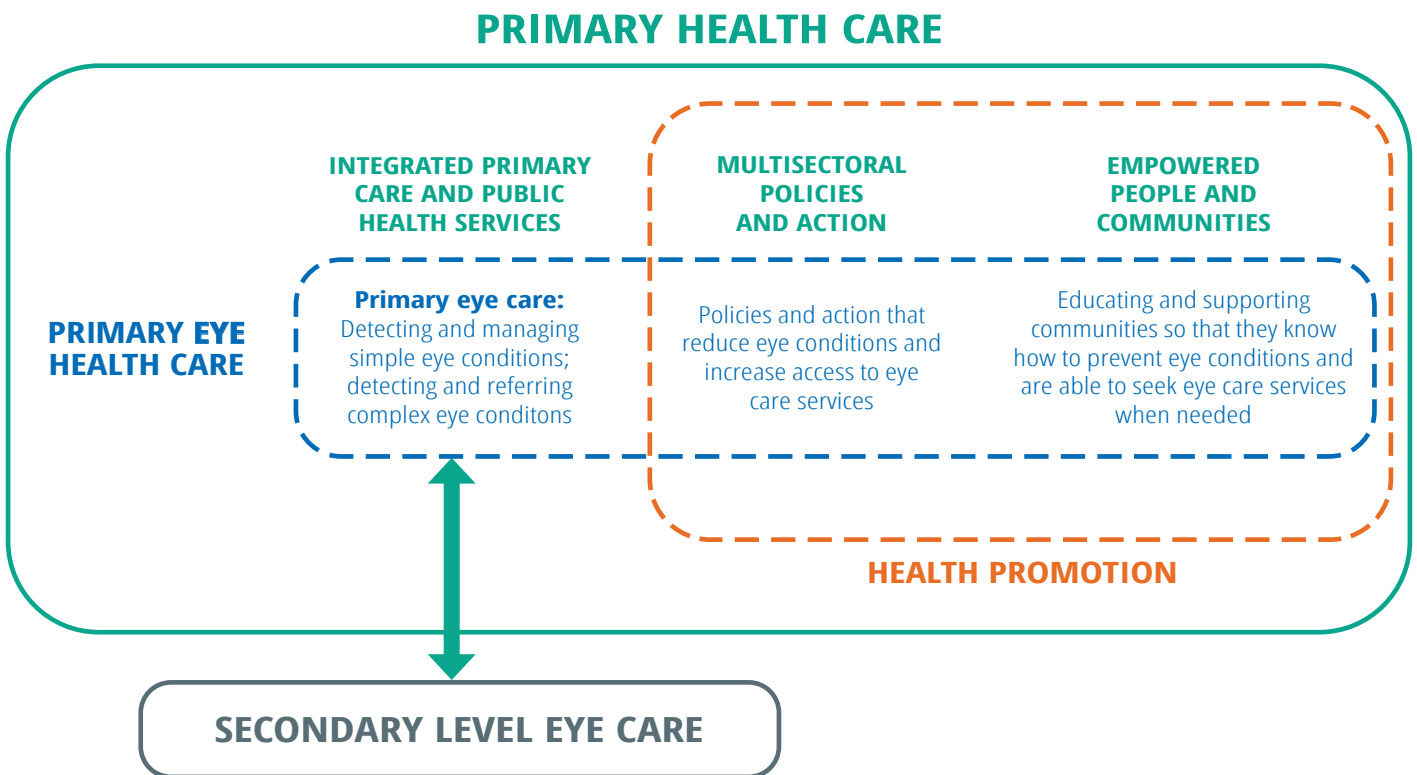 PRIMARY HEALTH CARE
INTEGRATED PRIMARY
CARE AND PUBLIC
HEALTH SERVICES
MULTISECTORAL
POLICIES
AND ACTION
EMPOWERED
PEOPLE AND
COMMUNITIES
PRIMARY EYE
HEALTH CARE
Primary eye care:
Detecting and managing
simple eye conditions;
detecting and referring
complex eye conditons
Policies and action that
reduce eye conditions and
increase access to eye
care services
Educating and supporting
communities so that they know
how to prevent eye conditions and
are able to seek eye care services
when needed
HEALTH PROMOTION
SECONDARY LEVEL EYE CARE